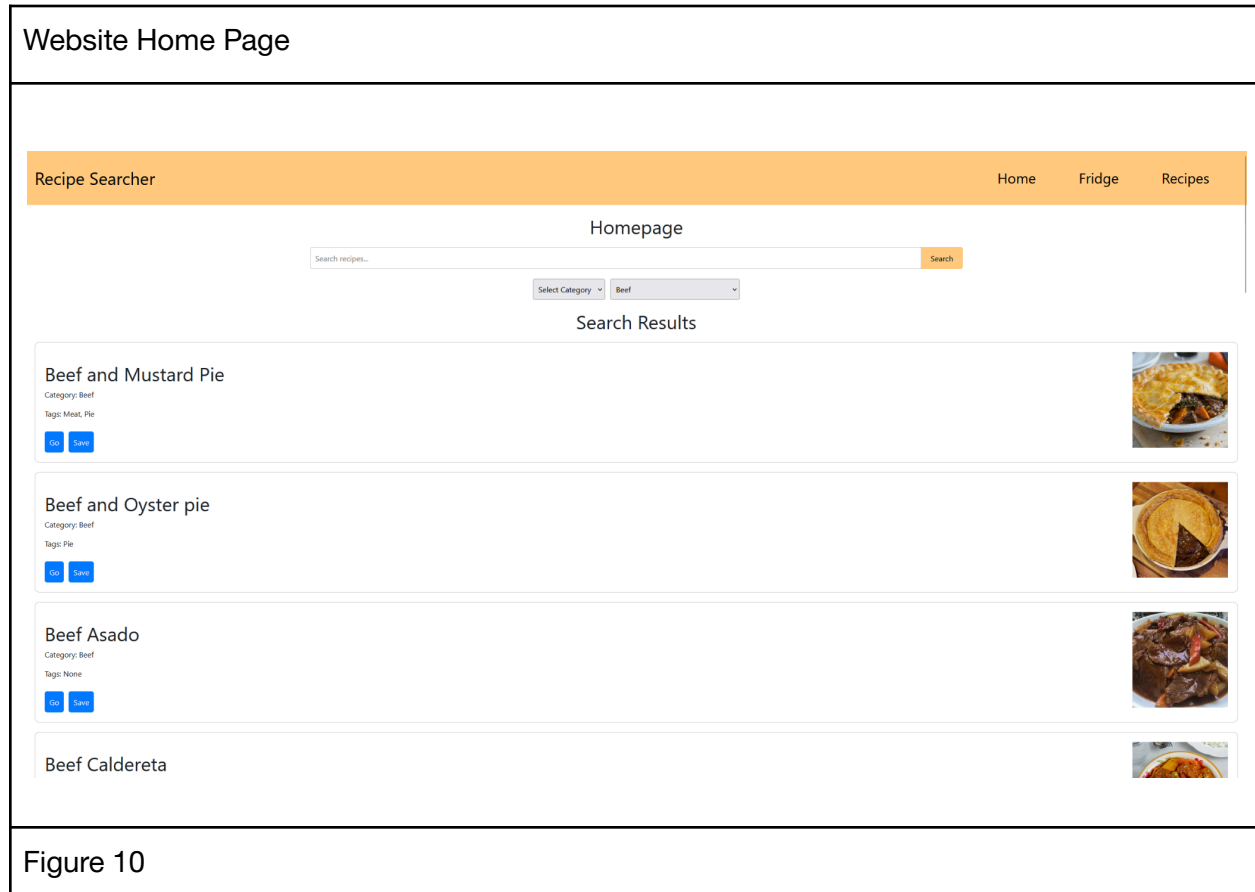 Website Home Page
Recipe Searcher Home Fridge Recipes
Homepage
Search recipes... Search
Select Category Beef
Search Results
Beef and Mustard Pie
Category: Beef
Tags: Meat, Pie
Go Save
Beef and Oyster pie
Category: Beef
Tags: Pie
Go Save
Beef Asado
Category: Beef
Tags: None
Go Save
Beef Caldereta
Figure 10